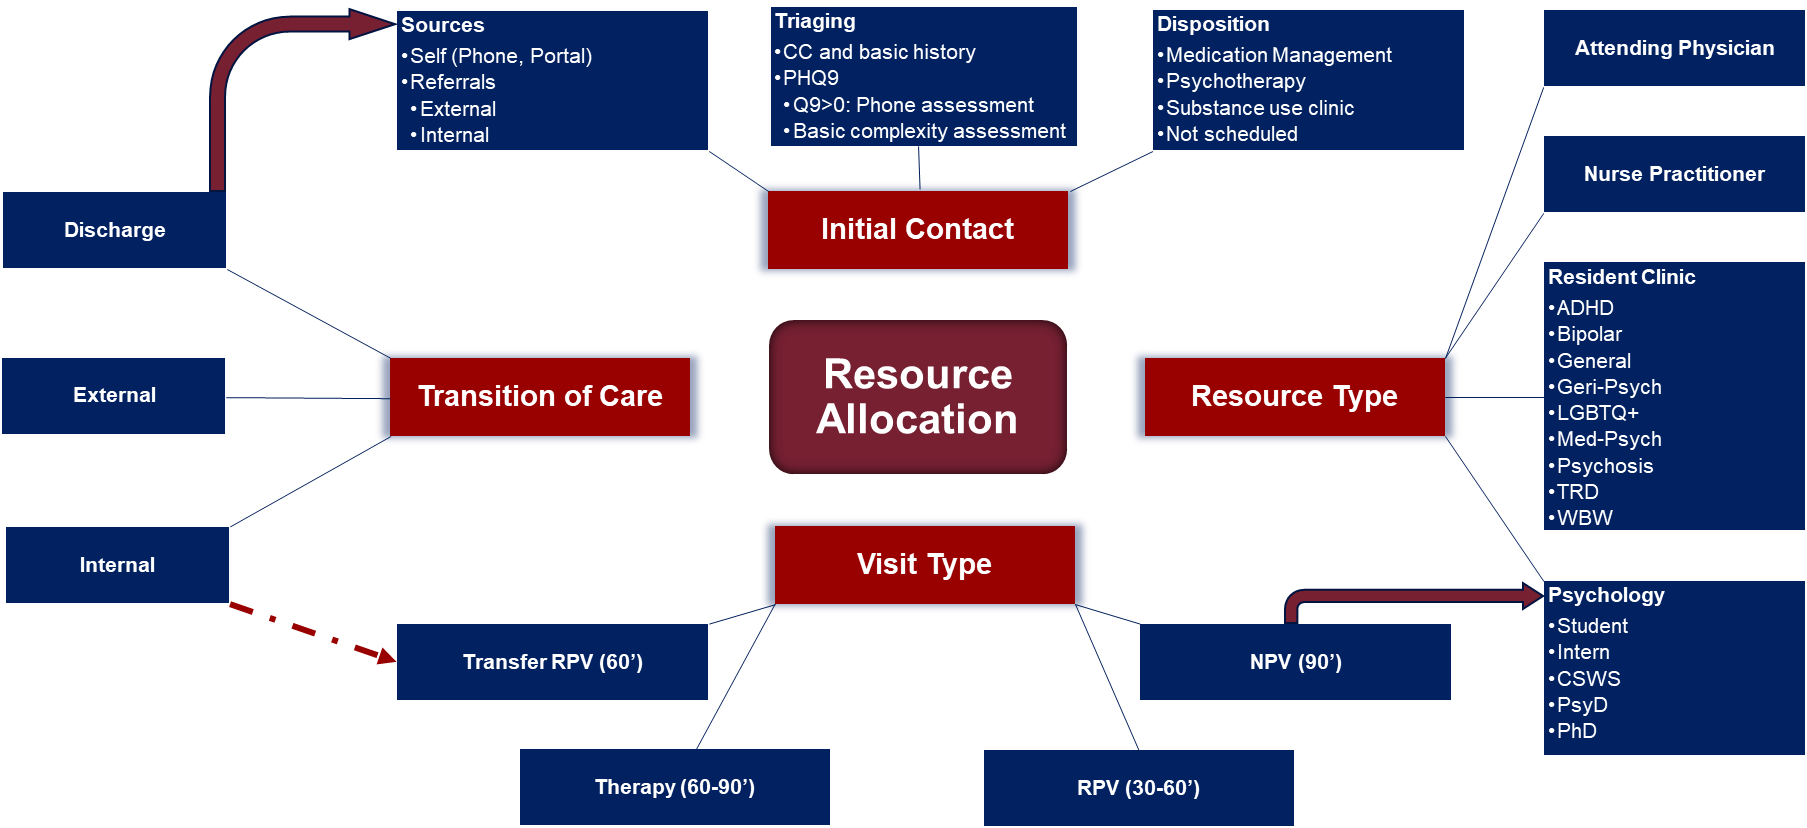 Sources
•Self (Phone, Portal)
•Referrals
•External
•Internal
Triaging
•CC and basic history
•PHQ9
•Q9>0: Phone assessment
•Basic complexity assessment
Disposition
•Medication Management
•Psychotherapy
•Substance use clinic
•Not scheduled
Attending Physician
Nurse Practitioner
Discharge
Initial Contact
Resident Clinic
•ADHD
•Bipolar
•General
•Geri-Psych
•LGBTQ+
•Med-Psych
•Psychosis
•TRD
•WBW
External
Transition of Care
Resource
Allocation
Resource Type
Internal
Visit Type
Psychology
•Student
•Intern
•CSWS
•PsyD
•PhD
Transfer RPV (60’)
NPV (90’)
Therapy (60-90’)
RPV (30-60’)